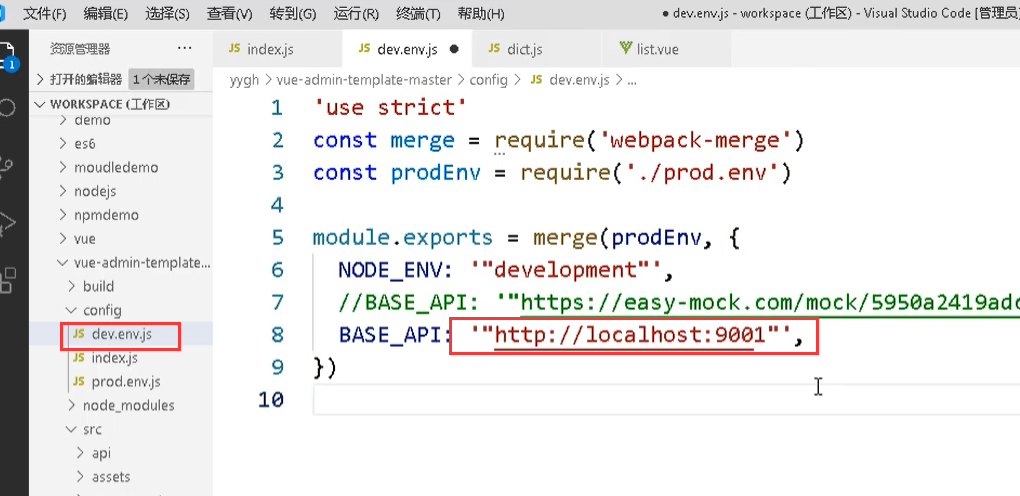 文件(F) 编辑(E) 选择(S) 查看(V) 转到(G) 运行(R) 终端(T) 帮助(H) ● dev.env.js - workspace (工作区) - Visual Studio Code [管理员]
资源管理器 ...
打开的编辑器 1个未保存
WORKSPACE (工作区)
demo
es6
moudledemo
nodejs
npmdemo
vue
vue-admin-template...
build
config
JS dev.env.js
JS index.js
JS prod.env.js
node_modules
src
api
assets
1
JS index.js
JS dev.env.js ●
JS dict.js
list.vue
yygh > vue-admin-template-master > config > JS dev.env.js > ...
1 'use strict'
2 const merge = require('webpack-merge')
3 const prodEnv = require('./prod.env')
4
5 module.exports = merge(prodEnv, {
6 NODE_ENV: '"development"',
7 //BASE_API: '"https://easy-mock.com/mock/5950a2419adc
8 BASE_API: '"http://localhost:9001"',
9 })
10